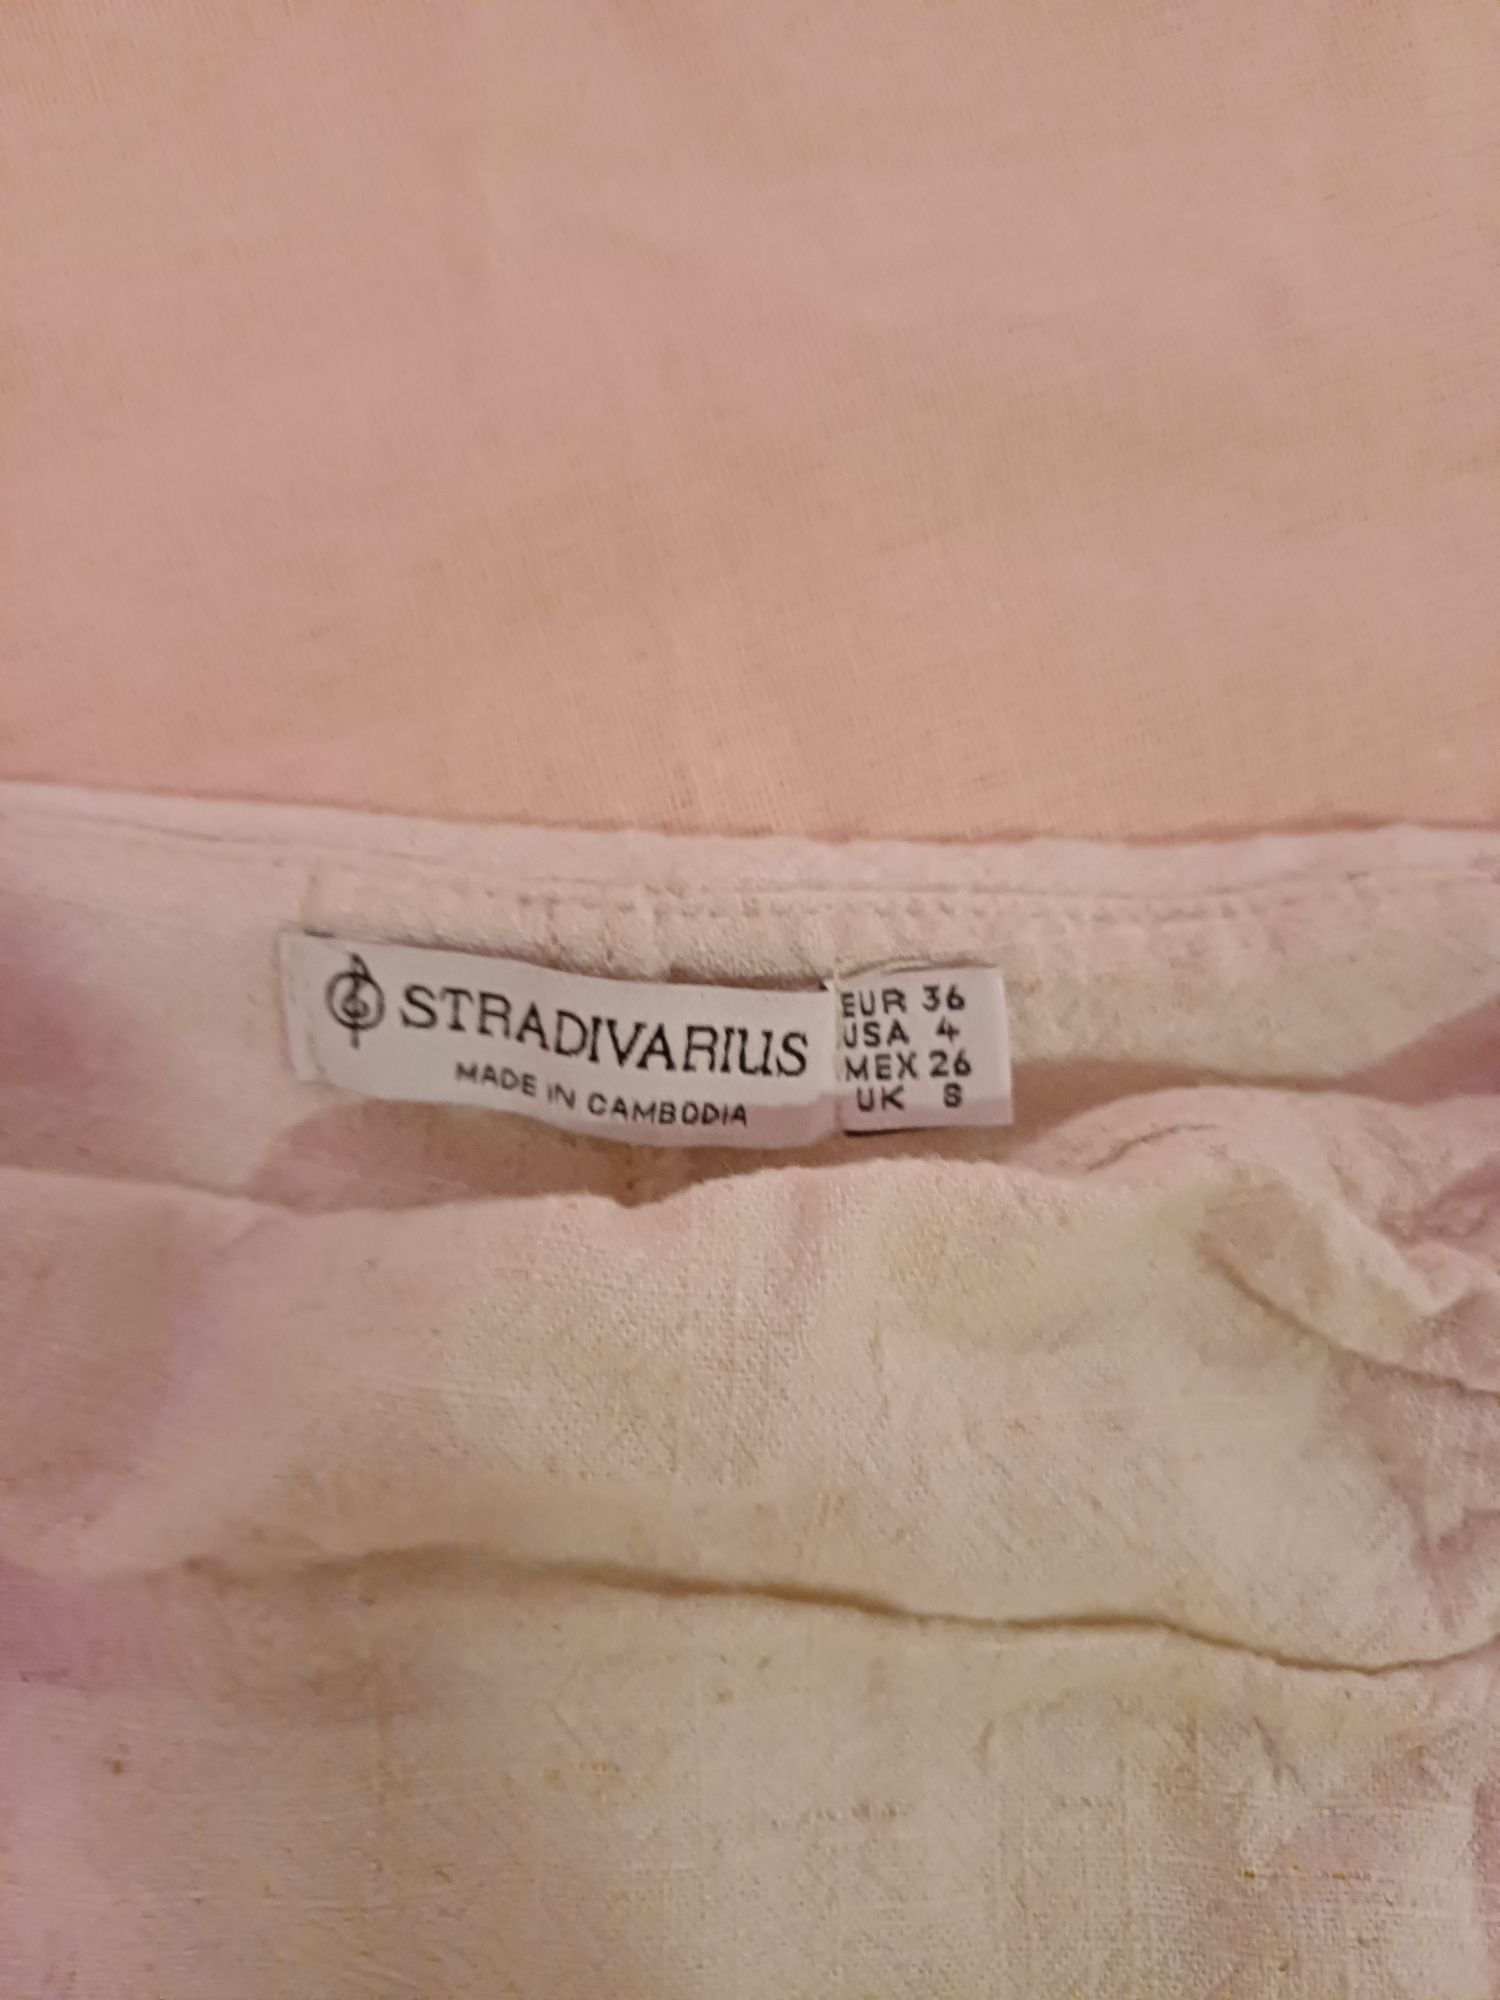 STRADIVARIUS
MADE IN CAMBODIA
EUR 36
USA 4
MEX 26
UK 8